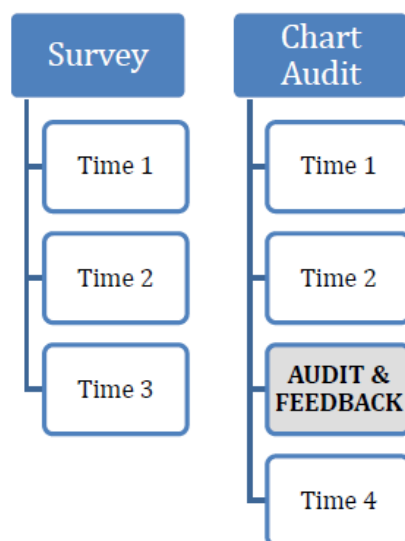 Survey
Time 1
Time 2
Time 3
Chart
Audit
Time 1
Time 2
AUDIT &
FEEDBACK
Time 4